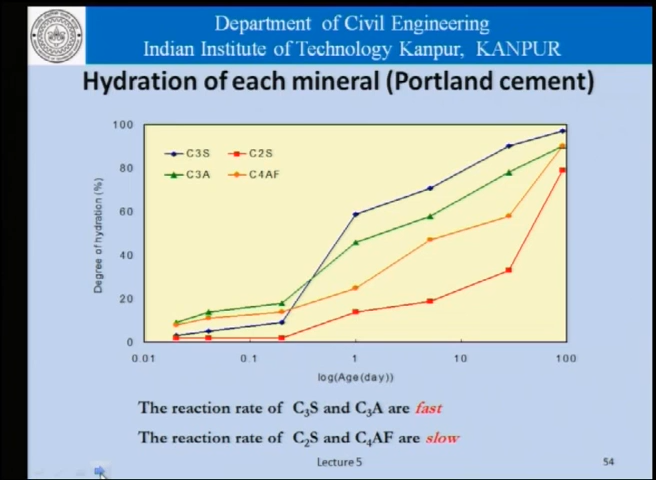 Department of Civil Engineering
Indian Institute of Technology Kanpur, KANPUR
Hydration of each mineral (Portland cement)
100
80
60
40
20
0
Degree of hydration (%)
C3S
C2S
C3A
C4AF
0.01
0.1
1
10
100
log(Age(day))
The reaction rate of C₃S and C₃A are fast
The reaction rate of C₂S and C₄AF are slow
Lecture 5
54